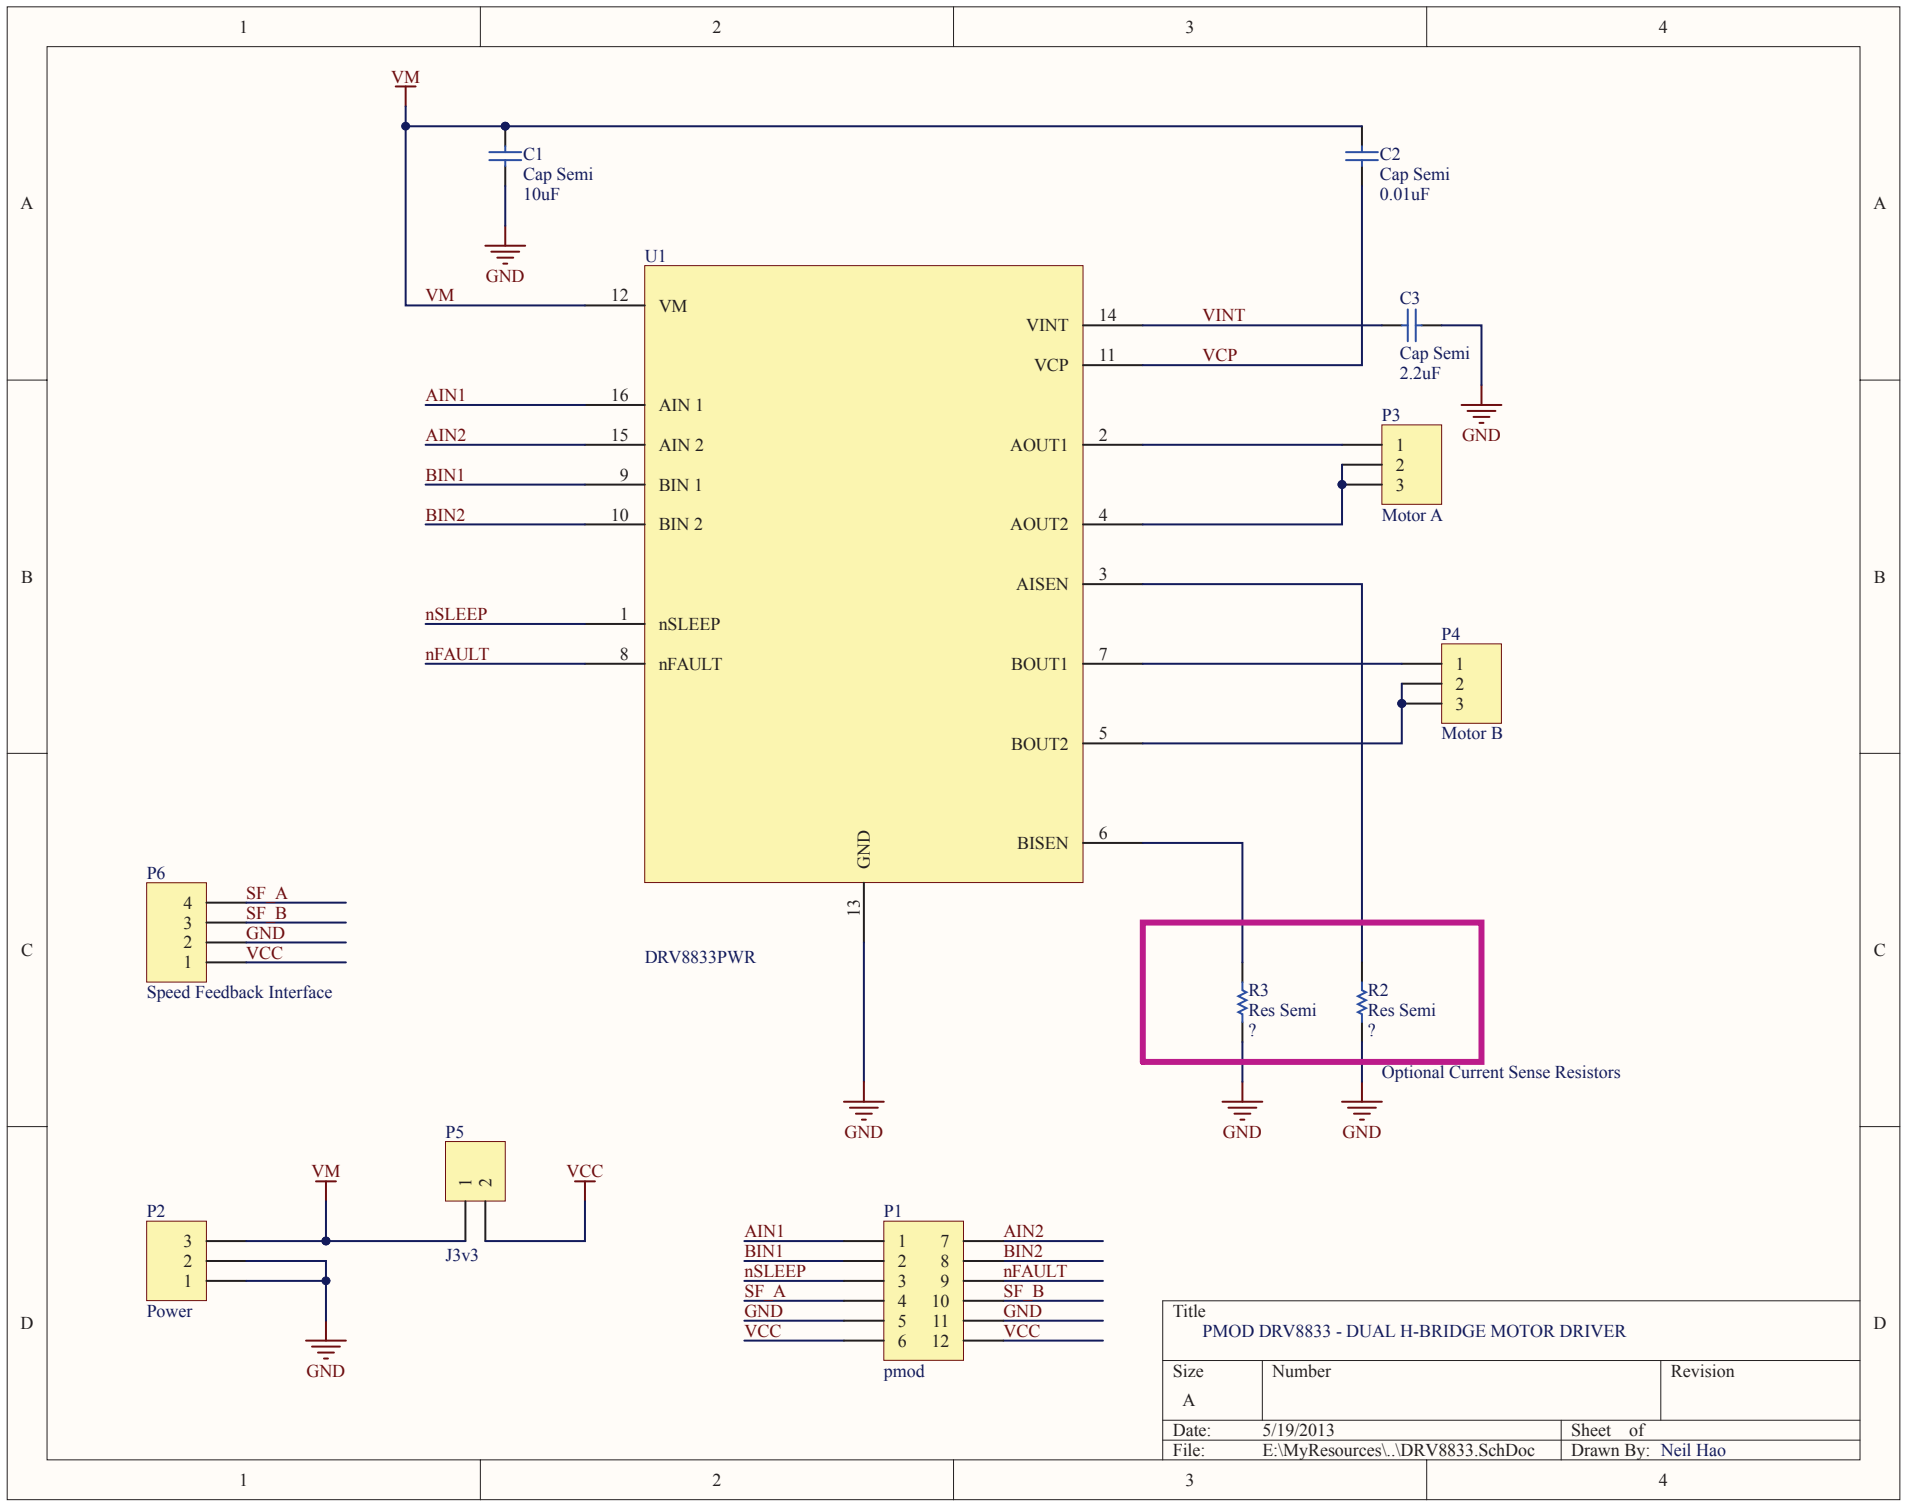 1 2 3 4
VM
C1
Cap Semi
10uF
GND
C2
Cap Semi
0.01uF
A A
U1
VM 12 VM
VINT 14 VINT
C3
Cap Semi
2.2uF
GND
VCP 11 VCP
AIN1 16 AIN 1
AIN2 15 AIN 2
BIN1 9 BIN 1
BIN2 10 BIN 2
AOUT1 2
P3
1
2
3
Motor A
AOUT2 4
B B
AISEN 3
nSLEEP 1 nSLEEP
nFAULT 8 nFAULT
BOUT1 7
P4
1
2
3
Motor B
BOUT2 5
BISEN 6
GND
13
GND
DRV8833PWR
P6
4 SF_A
3 SF_B
2 GND
1 VCC
Speed Feedback Interface
C C
R3
Res Semi
?
GND
R2
Res Semi
?
GND
Optional Current Sense Resistors
P5
1 2
J3v3
VM
VCC
P2
3
2
1
Power
GND
P1
AIN1 1 7 AIN2
BIN1 2 8 BIN2
nSLEEP 3 9 nFAULT
SF_A 4 10 SF_B
GND 5 11 GND
VCC 6 12 VCC
pmod
D D
Title
PMOD DRV8833 - DUAL H-BRIDGE MOTOR DRIVER
Size Number Revision
A
Date: 5/19/2013 Sheet of
File: E:\MyResources\..\DRV8833.SchDoc Drawn By: Neil Hao
1 2 3 4